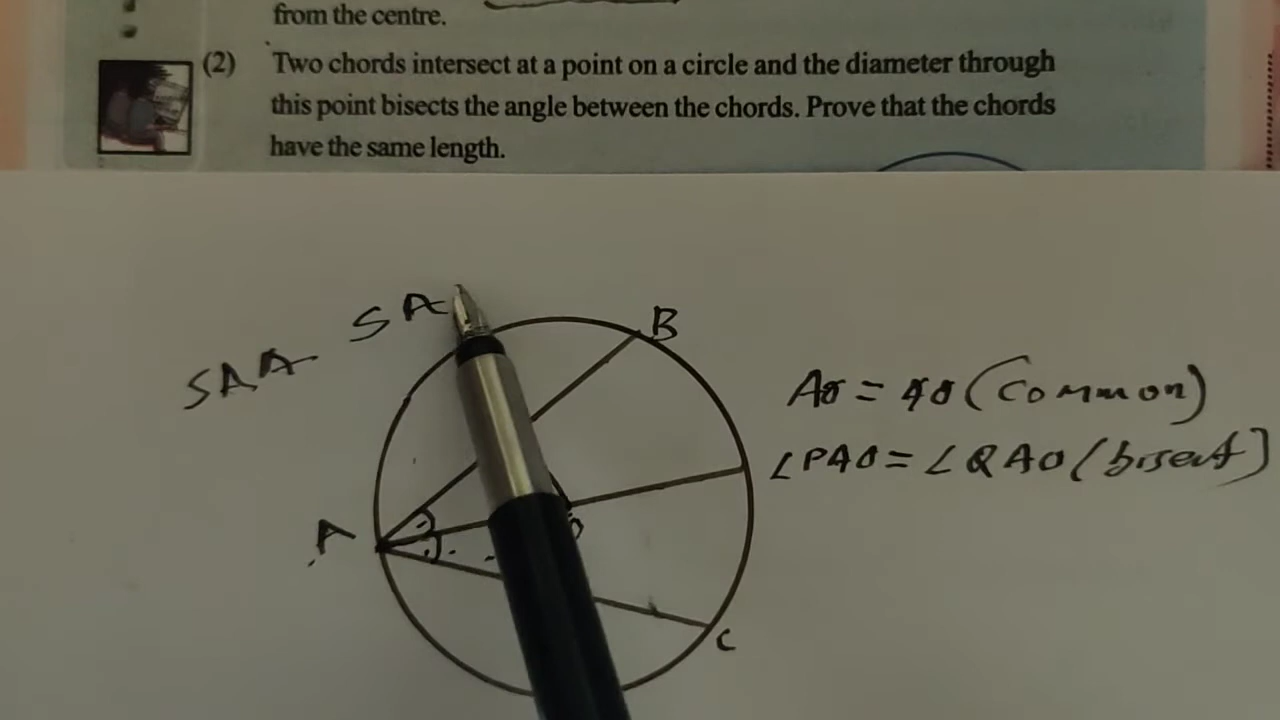 from the centre.
(2) Two chords intersect at a point on a circle and the diameter through
this point bisects the angle between the chords. Prove that the chords
have the same length.
SAA
SA
B
AO = AO (Common)
∠PAO = ∠QAO (bisect)
A
O
C